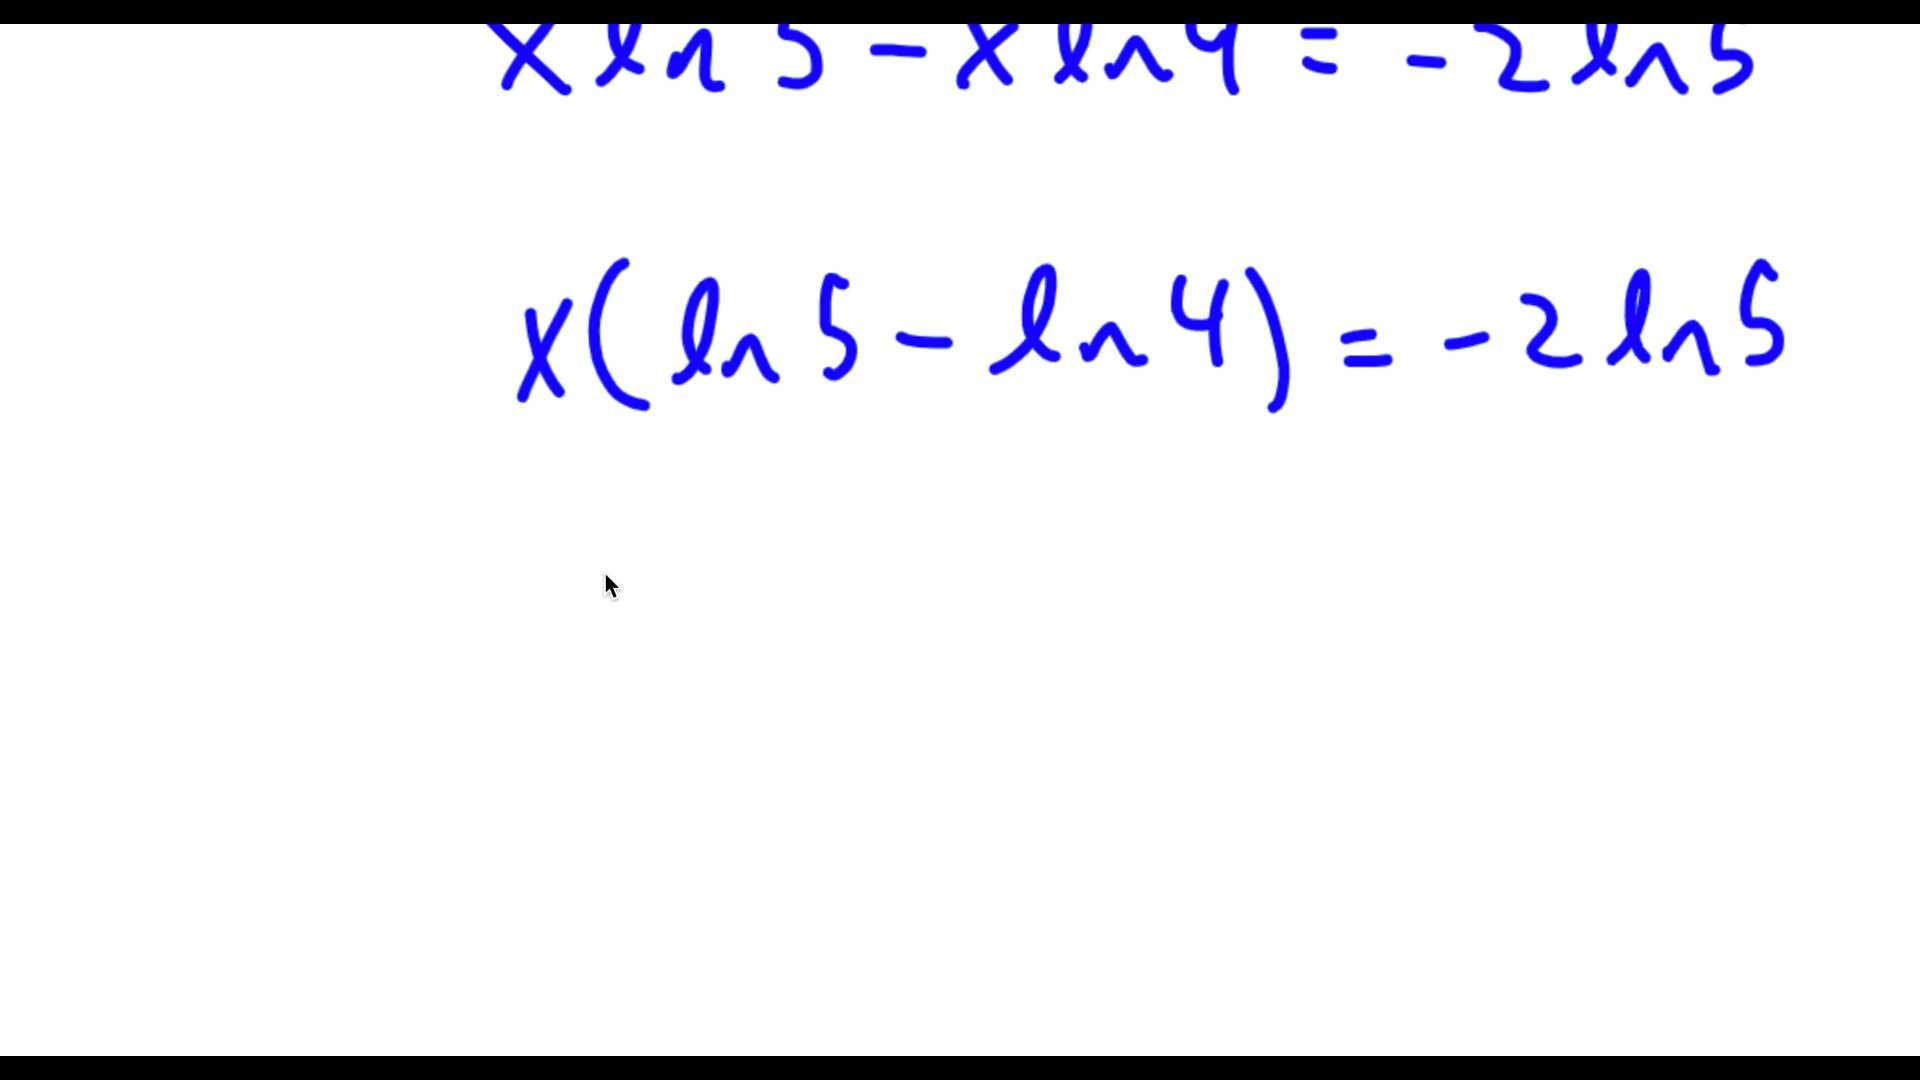 x ln 5 - x ln 4 = -2 ln 5
x(ln 5 - ln 4) = -2 ln 5